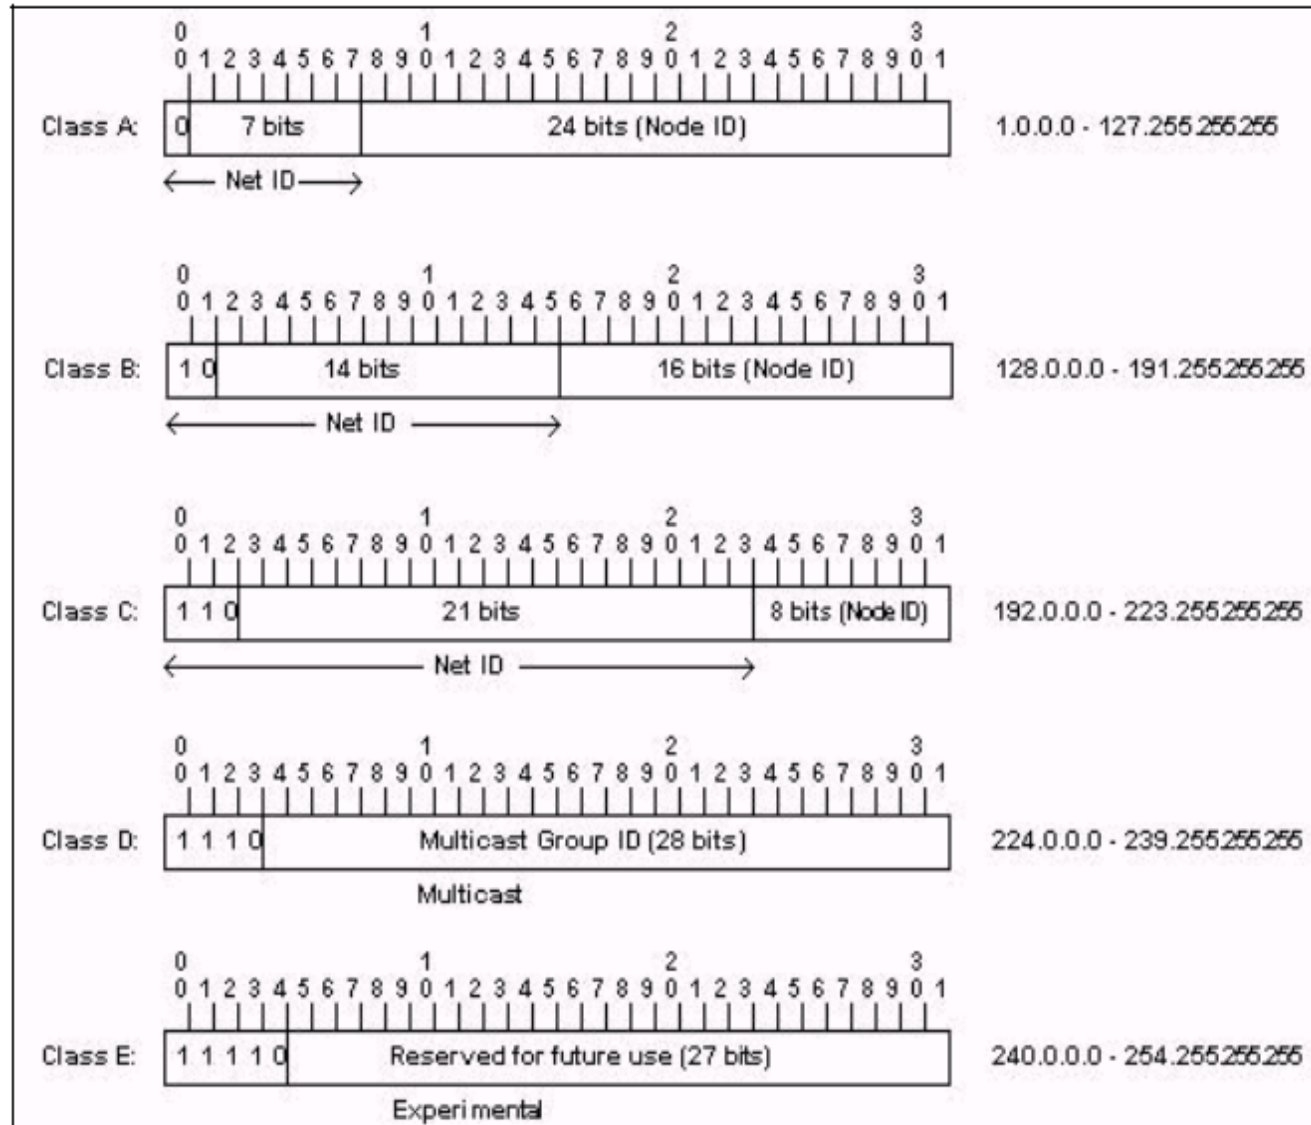 0 1 2 3
0 1 2 3 4 5 6 7 8 9 0 1 2 3 4 5 6 7 8 9 0 1 2 3 4 5 6 7 8 9 0 1
Class A: 0 7 bits 24 bits (Node ID) 1.0.0.0 - 127.255.255.255
Net ID
0 1 2 3
0 1 2 3 4 5 6 7 8 9 0 1 2 3 4 5 6 7 8 9 0 1 2 3 4 5 6 7 8 9 0 1
Class B: 1 0 14 bits 16 bits (Node ID) 128.0.0.0 - 191.255.255.255
Net ID
0 1 2 3
0 1 2 3 4 5 6 7 8 9 0 1 2 3 4 5 6 7 8 9 0 1 2 3 4 5 6 7 8 9 0 1
Class C: 1 1 0 21 bits 8 bits (Node ID) 192.0.0.0 - 223.255.255.255
Net ID
0 1 2 3
0 1 2 3 4 5 6 7 8 9 0 1 2 3 4 5 6 7 8 9 0 1 2 3 4 5 6 7 8 9 0 1
Class D: 1 1 1 0 Multicast Group ID (28 bits) 224.0.0.0 - 239.255.255.255
Multicast
0 1 2 3
0 1 2 3 4 5 6 7 8 9 0 1 2 3 4 5 6 7 8 9 0 1 2 3 4 5 6 7 8 9 0 1
Class E: 1 1 1 1 0 Reserved for future use (27 bits) 240.0.0.0 - 254.255.255.255
Experimental